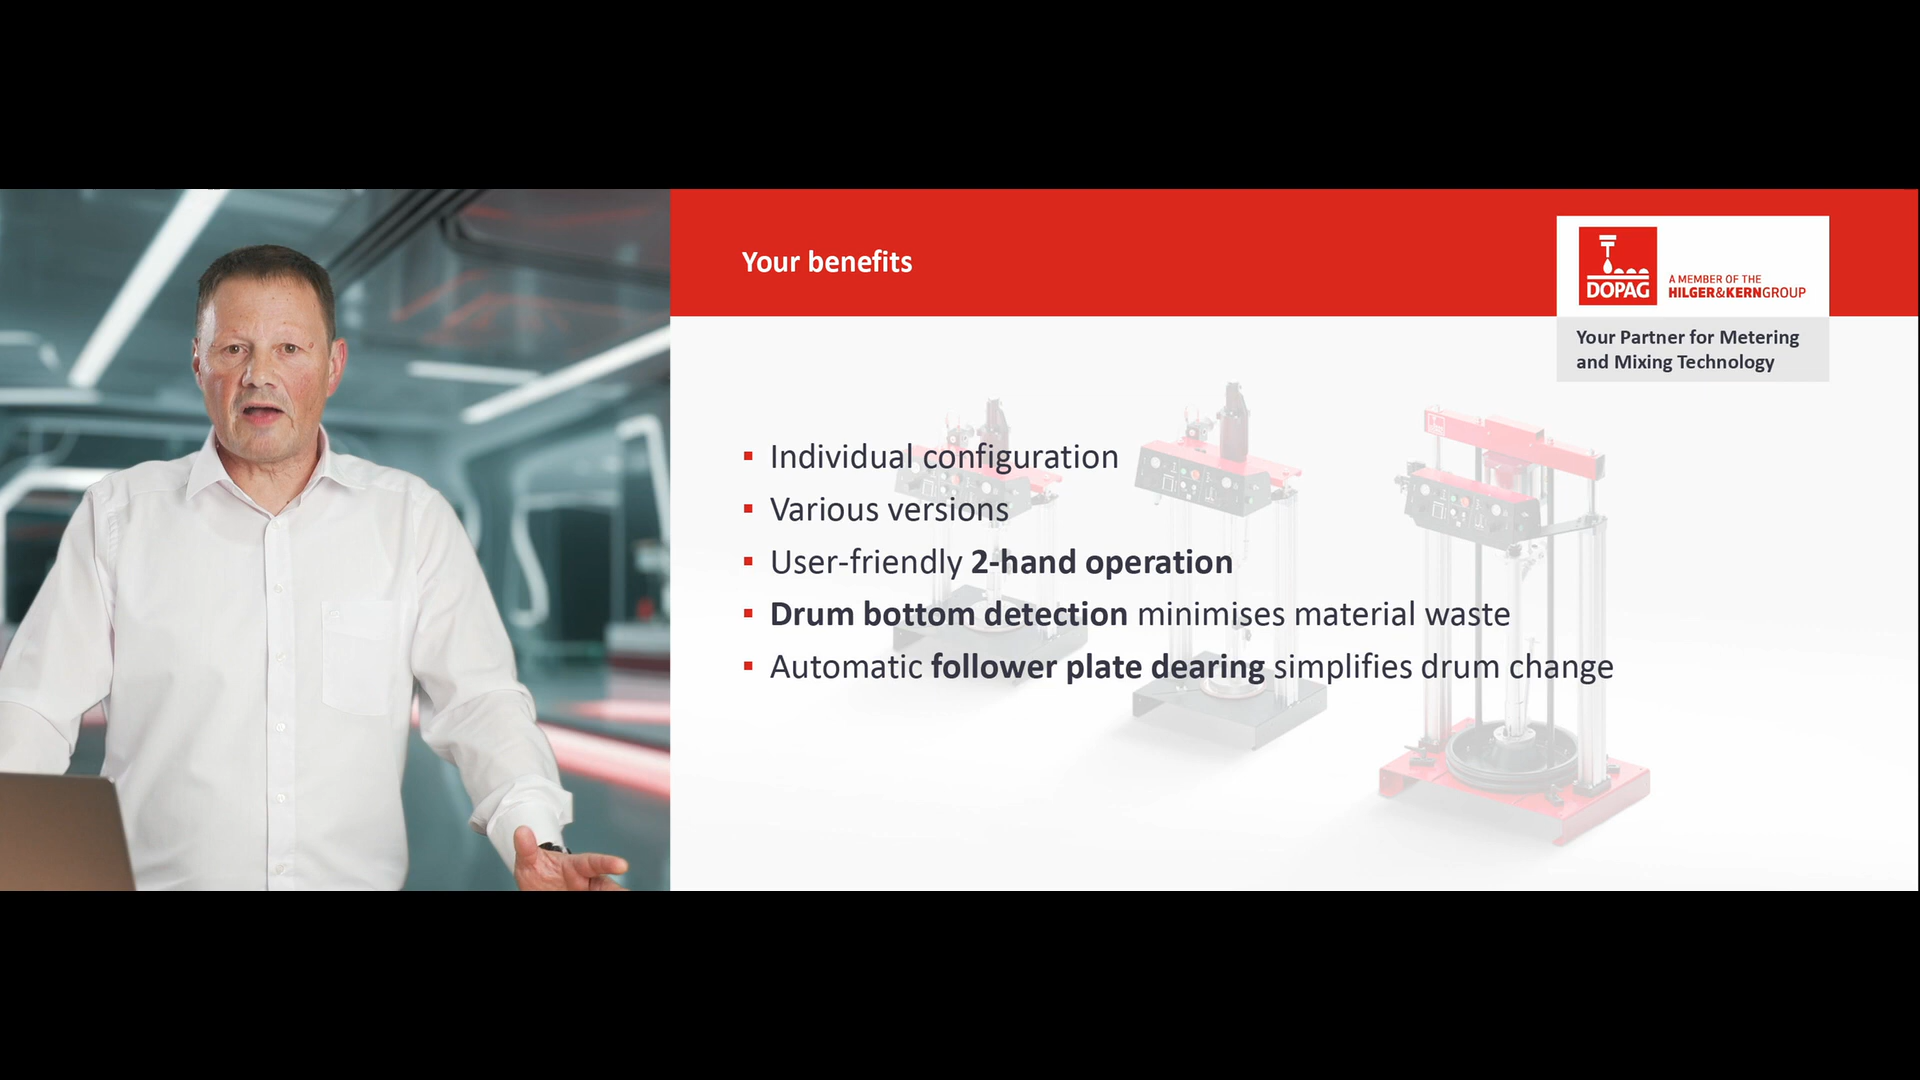 Your benefits
DOPAG
A MEMBER OF THE
HILGER&KERNGROUP
Your Partner for Metering
and Mixing Technology
Individual configuration
Various versions
User-friendly 2-hand operation
Drum bottom detection minimises material waste
Automatic follower plate dearing simplifies drum change